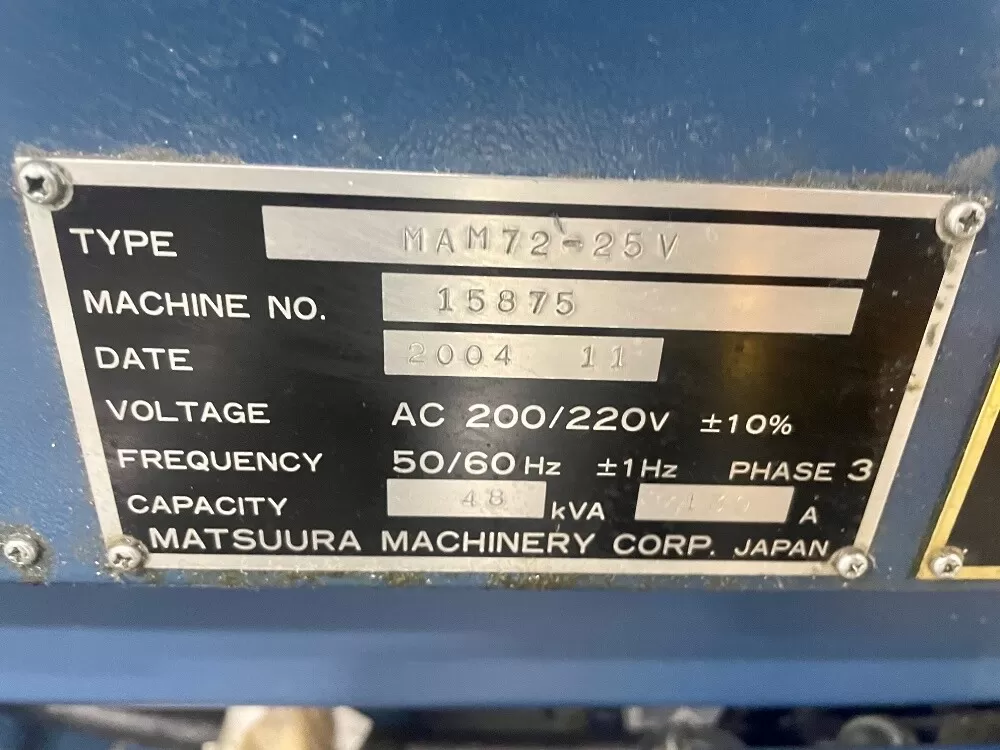 TYPE MAM72-25V
MACHINE NO. 15875
DATE 2004 11
VOLTAGE AC 200/220V ±10%
FREQUENCY 50/60Hz ±1Hz PHASE 3
CAPACITY 48 kVA A
MATSUURA MACHINERY CORP. JAPAN